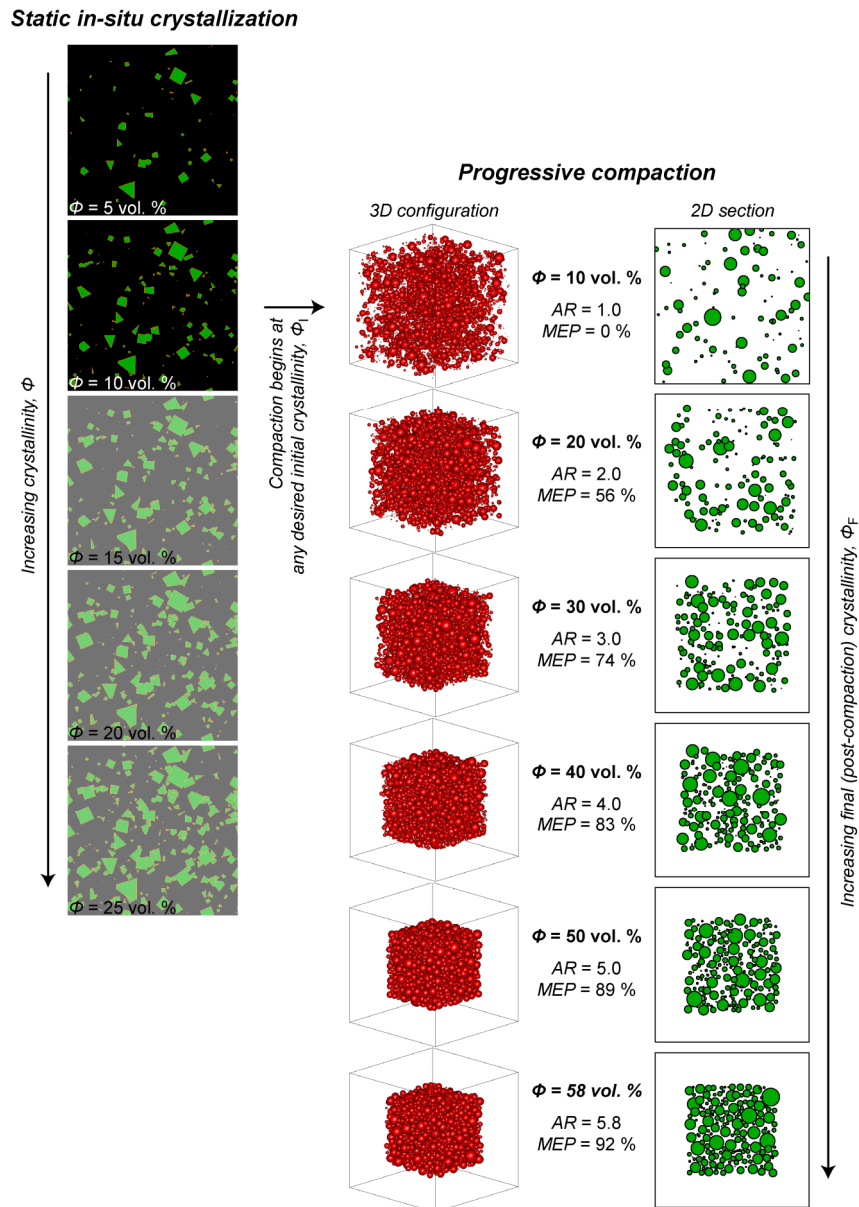 Static in-situ crystallization
Increasing crystallinity, Φ
Φ = 5 vol. %
Φ = 10 vol. %
Φ = 15 vol. %
Φ = 20 vol. %
Φ = 25 vol. %
Compaction begins at
any desired initial crystallinity, ΦI
Progressive compaction
3D configuration
2D section
Φ = 10 vol. %
AR = 1.0
MEP = 0 %
Φ = 20 vol. %
AR = 2.0
MEP = 56 %
Φ = 30 vol. %
AR = 3.0
MEP = 74 %
Φ = 40 vol. %
AR = 4.0
MEP = 83 %
Φ = 50 vol. %
AR = 5.0
MEP = 89 %
Φ = 58 vol. %
AR = 5.8
MEP = 92 %
Increasing final (post-compaction) crystallinity, ΦF